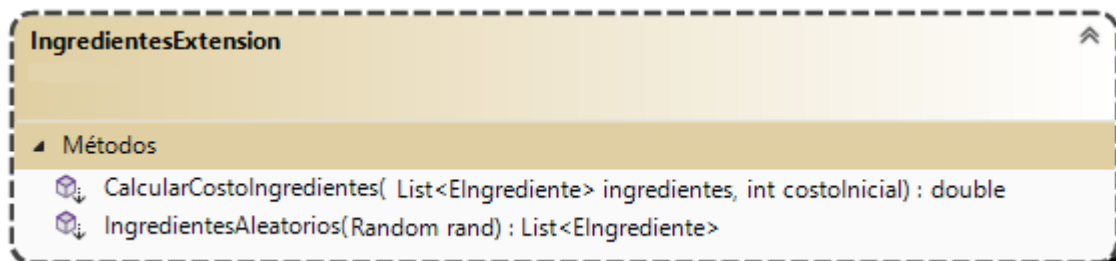 IngredientesExtension
Métodos
CalcularCostoIngredientes( List<EIngrediente> ingredientes, int costoInicial) : double
IngredientesAleatorios(Random rand) : List<EIngrediente>